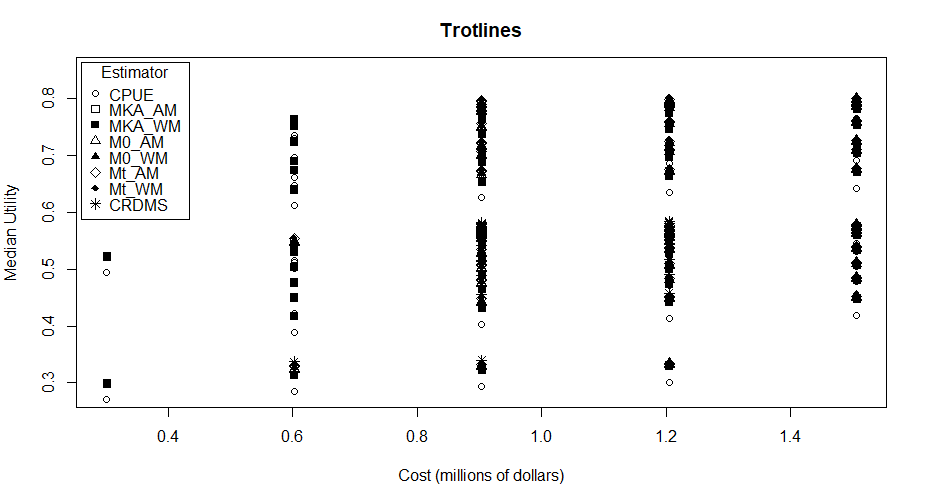 Trotlines
Estimator
CPUE
MKA_AM
MKA_WM
M0_AM
M0_WM
Mt_AM
Mt_WM
CRDMS
Median Utility
0.8
0.7
0.6
0.5
0.4
0.3
0.4
0.6
0.8
1.0
1.2
1.4
Cost (millions of dollars)